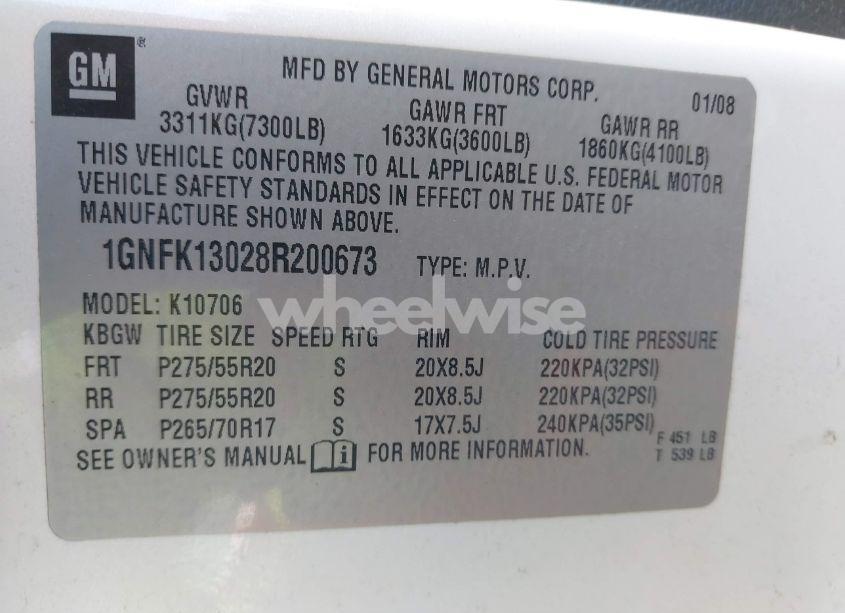 GM ®
MFD BY GENERAL MOTORS CORP. 01/08
GVWR GAWR FRT GAWR RR
3311KG(7300LB) 1633KG(3600LB) 1860KG(4100LB)
THIS VEHICLE CONFORMS TO ALL APPLICABLE U.S. FEDERAL MOTOR
VEHICLE SAFETY STANDARDS IN EFFECT ON THE DATE OF
MANUFACTURE SHOWN ABOVE.
1GNFK13028R200673 TYPE: M.P.V.
MODEL: K10706
wheelwise
KBGW TIRE SIZE SPEED RTG RIM COLD TIRE PRESSURE
FRT P275/55R20 S 20X8.5J 220KPA(32PSI)
RR P275/55R20 S 20X8.5J 220KPA(32PSI)
SPA P265/70R17 S 17X7.5J 240KPA(35PSI)
F 451 LB
SEE OWNER'S MANUAL i FOR MORE INFORMATION. T 539 LB